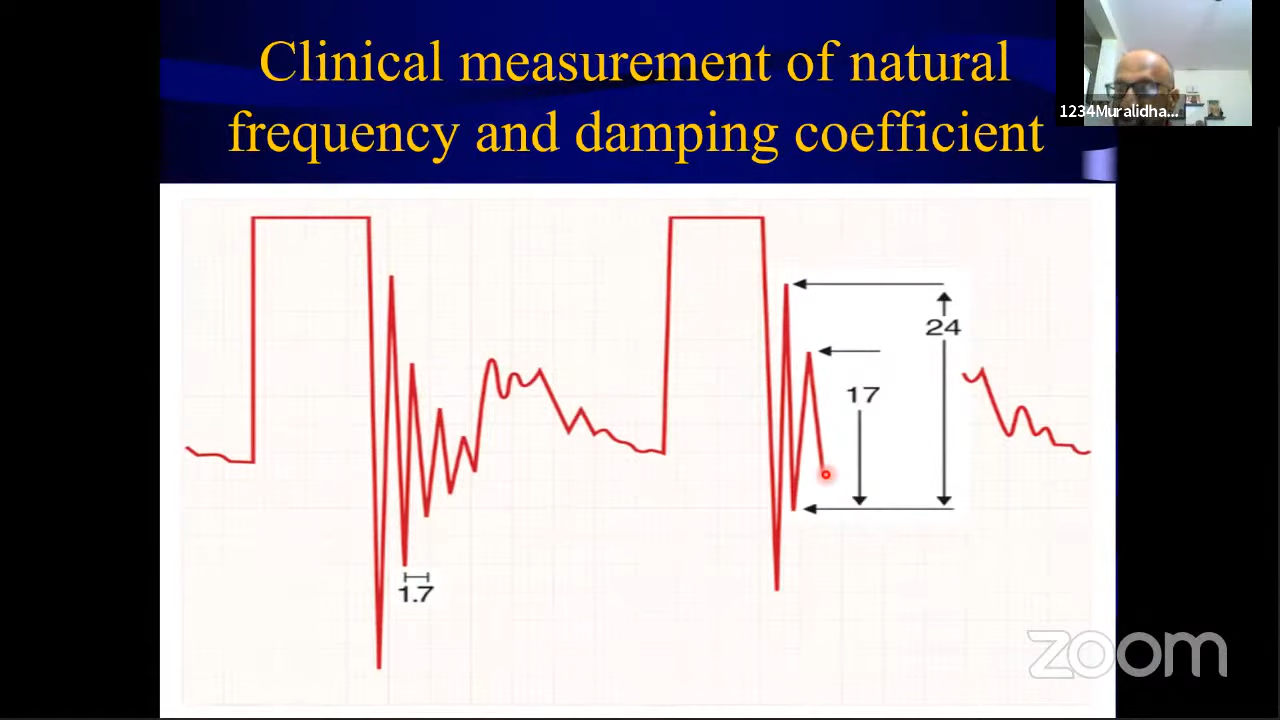 Clinical measurement of natural
frequency and damping coefficient
1234Muralidha...
24
17
1.7
zoom